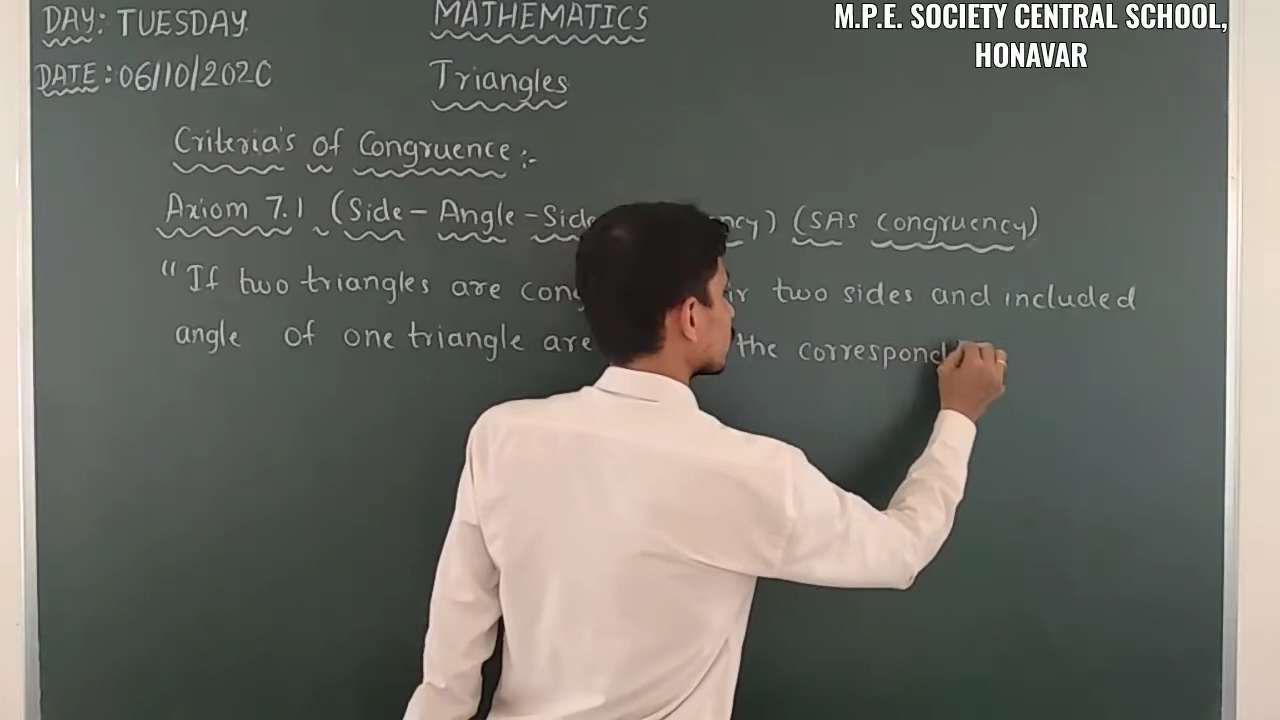 DAY: TUESDAY
MATHEMATICS
M.P.E. SOCIETY CENTRAL SCHOOL,
HONAVAR
DATE: 06/10/2020
Triangles
Criteria's of Congruence :-
Axiom 7.1 (Side - Angle - Side) (SAS congruency)
"If two triangles are two sides and included
angle of one triangle are the correspond